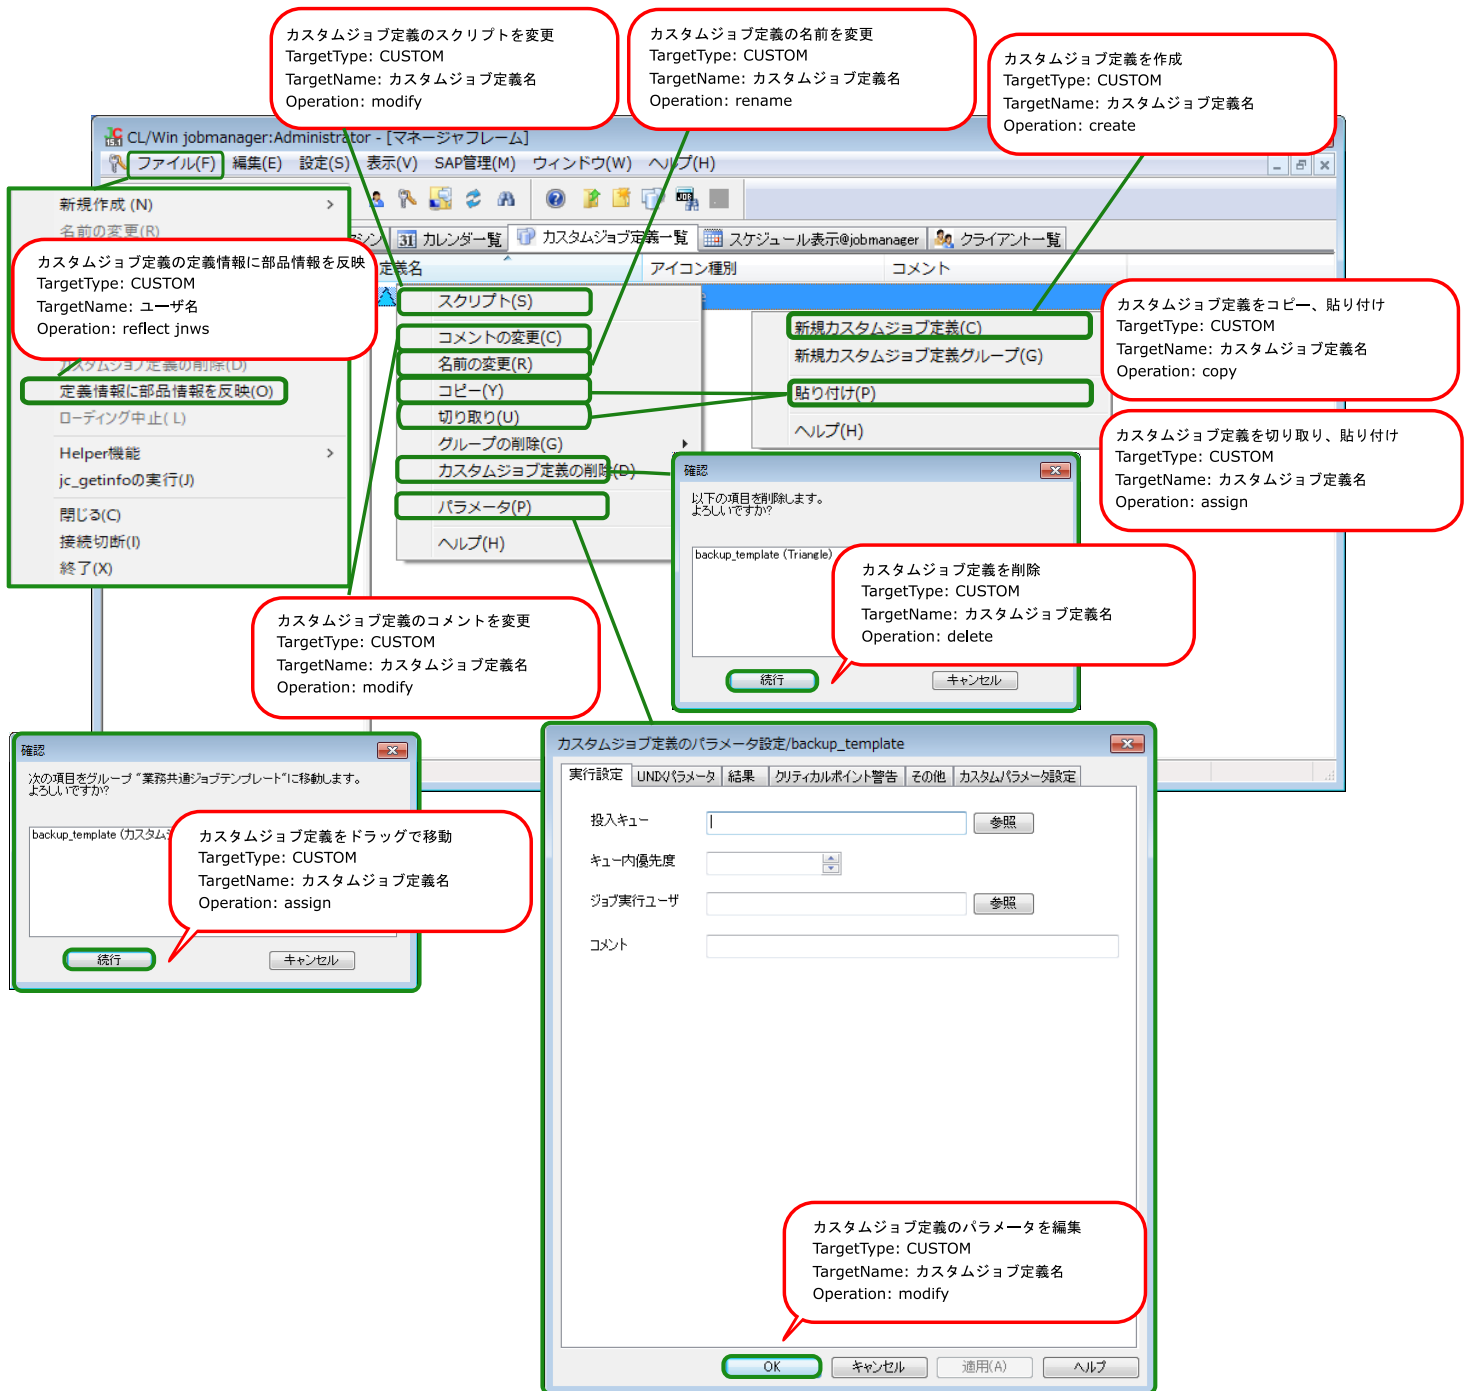 カスタムジョブ定義のスクリプトを変更
TargetType: CUSTOM
TargetName: カスタムジョブ定義名
Operation: modify
カスタムジョブ定義の名前を変更
TargetType: CUSTOM
TargetName: カスタムジョブ定義名
Operation: rename
カスタムジョブ定義を作成
TargetType: CUSTOM
TargetName: カスタムジョブ定義名
Operation: create
CL/Win jobmanager:Administrator - [マネージャフレーム]
ファイル(F) 編集(E) 設定(S) 表示(V) SAP管理(M) ウィンドウ(W) ヘルプ(H)
シン カレンダー覧 カスタムジョブ定義一覧 スケジュール表示@jobmanager クライアント一覧
定義名 アイコン種別 コメント
新規作成 (N)
名前の変更(R)
カスタムジョブ定義の定義情報に部品情報を反映
TargetType: CUSTOM
TargetName: ユーザ名
Operation: reflect jnws
カスタムジョブ定義の削除(D)
定義情報に部品情報を反映(O)
ローディング中止( L)
Helper機能
jc_getinfoの実行(J)
閉じる(C)
接続切断(I)
終了(X)
スクリプト(S)
コメントの変更(C)
名前の変更(R)
コピー(Y)
切り取り(U)
グループの削除(G)
カスタムジョブ定義の削除(D)
パラメータ(P)
ヘルプ(H)
新規カスタムジョブ定義(C)
新規カスタムジョブ定義グループ(G)
貼り付け(P)
ヘルプ(H)
カスタムジョブ定義をコピー、貼り付け
TargetType: CUSTOM
TargetName: カスタムジョブ定義名
Operation: copy
カスタムジョブ定義を切り取り、貼り付け
TargetType: CUSTOM
TargetName: カスタムジョブ定義名
Operation: assign
確認
以下の項目を削除します。
よろしいですか?
backup_template (Triangle)
続行 キャンセル
カスタムジョブ定義を削除
TargetType: CUSTOM
TargetName: カスタムジョブ定義名
Operation: delete
カスタムジョブ定義のコメントを変更
TargetType: CUSTOM
TargetName: カスタムジョブ定義名
Operation: modify
確認
次の項目をグループ "業務共通ジョブテンプレート"に移動します。
よろしいですか?
backup_template (カスタムジ
続行 キャンセル
カスタムジョブ定義をドラッグで移動
TargetType: CUSTOM
TargetName: カスタムジョブ定義名
Operation: assign
カスタムジョブ定義のパラメータ設定/backup_template
実行設定 UNIXパラメータ 結果 クリティカルポイント警告 その他 カスタムパラメータ設定
投入キュー 参照
キュー内優先度
ジョブ実行ユーザ 参照
コメント
カスタムジョブ定義のパラメータを編集
TargetType: CUSTOM
TargetName: カスタムジョブ定義名
Operation: modify
OK キャンセル 適用(A) ヘルプ